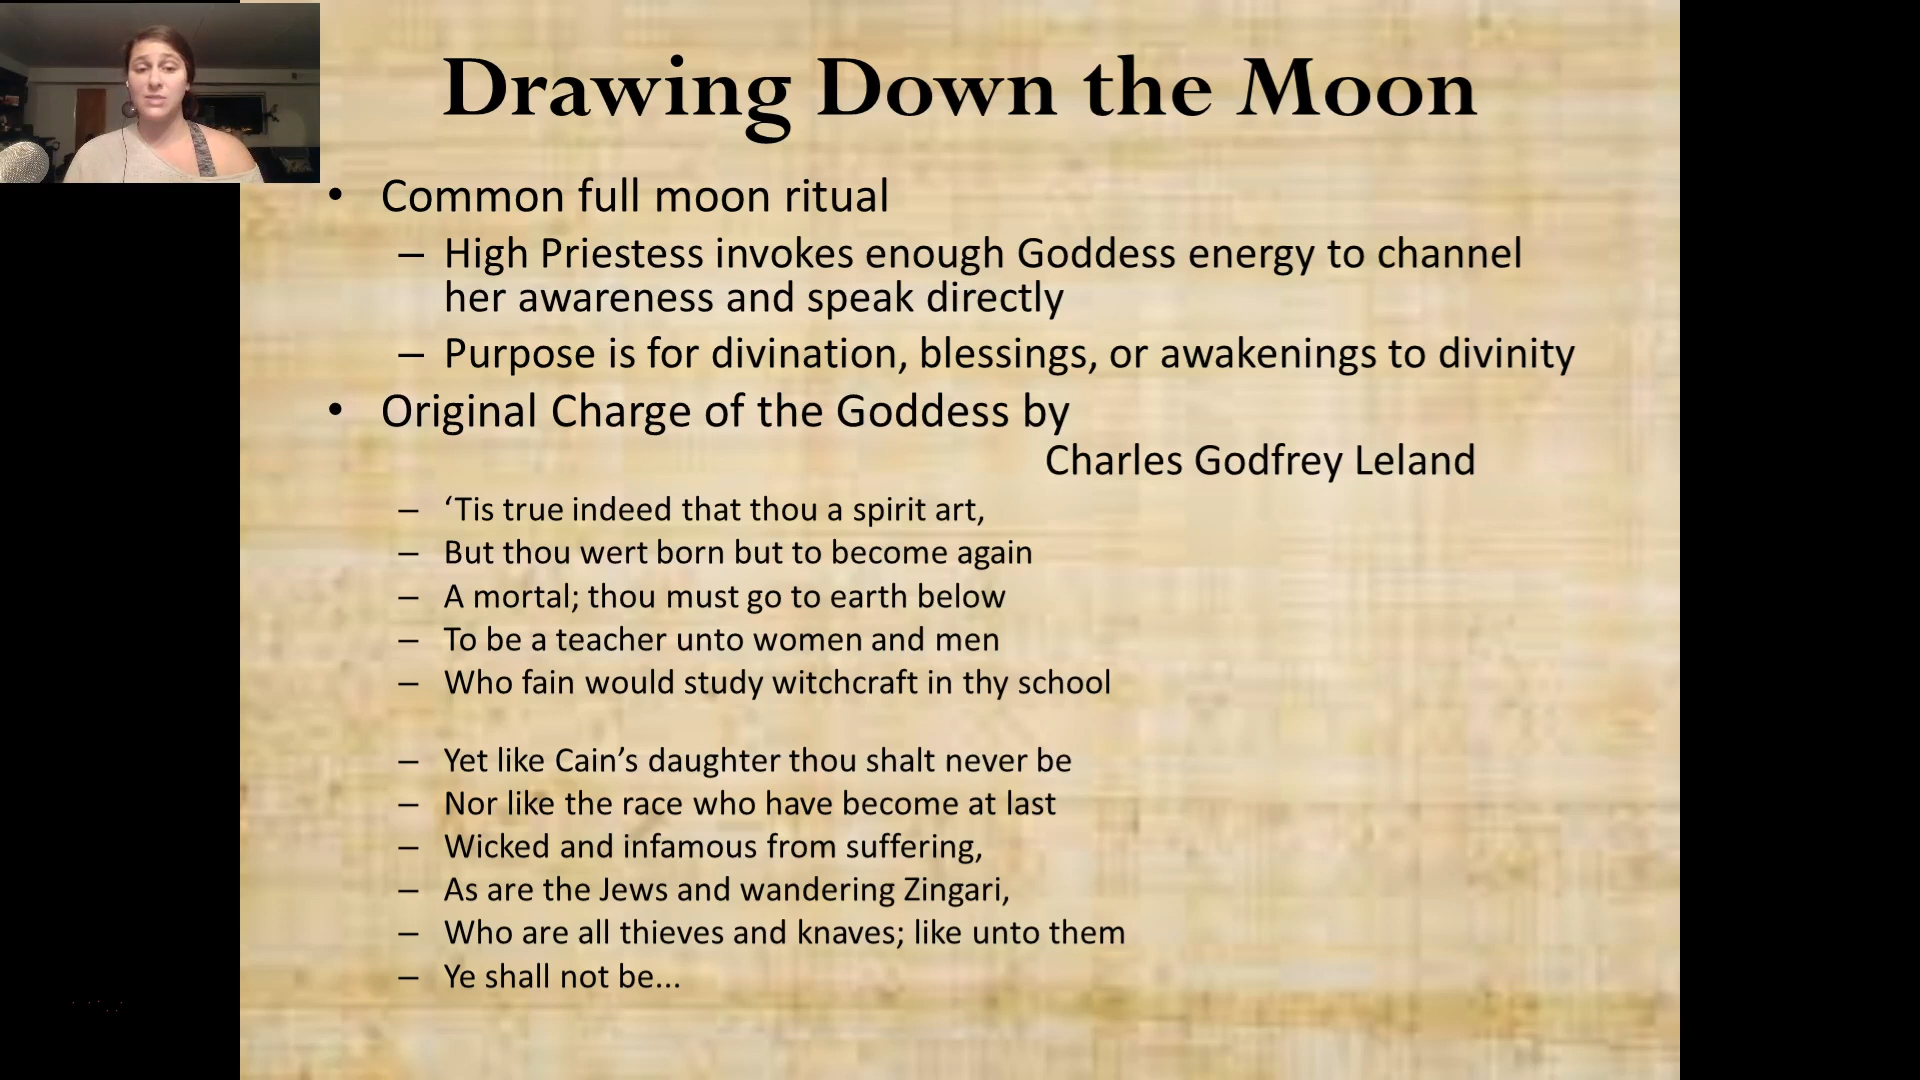 Drawing Down the Moon
• Common full moon ritual
– High Priestess invokes enough Goddess energy to channel
her awareness and speak directly
– Purpose is for divination, blessings, or awakenings to divinity
• Original Charge of the Goddess by
Charles Godfrey Leland
– ‘Tis true indeed that thou a spirit art,
– But thou wert born but to become again
– A mortal; thou must go to earth below
– To be a teacher unto women and men
– Who fain would study witchcraft in thy school
– Yet like Cain’s daughter thou shalt never be
– Nor like the race who have become at last
– Wicked and infamous from suffering,
– As are the Jews and wandering Zingari,
– Who are all thieves and knaves; like unto them
– Ye shall not be...